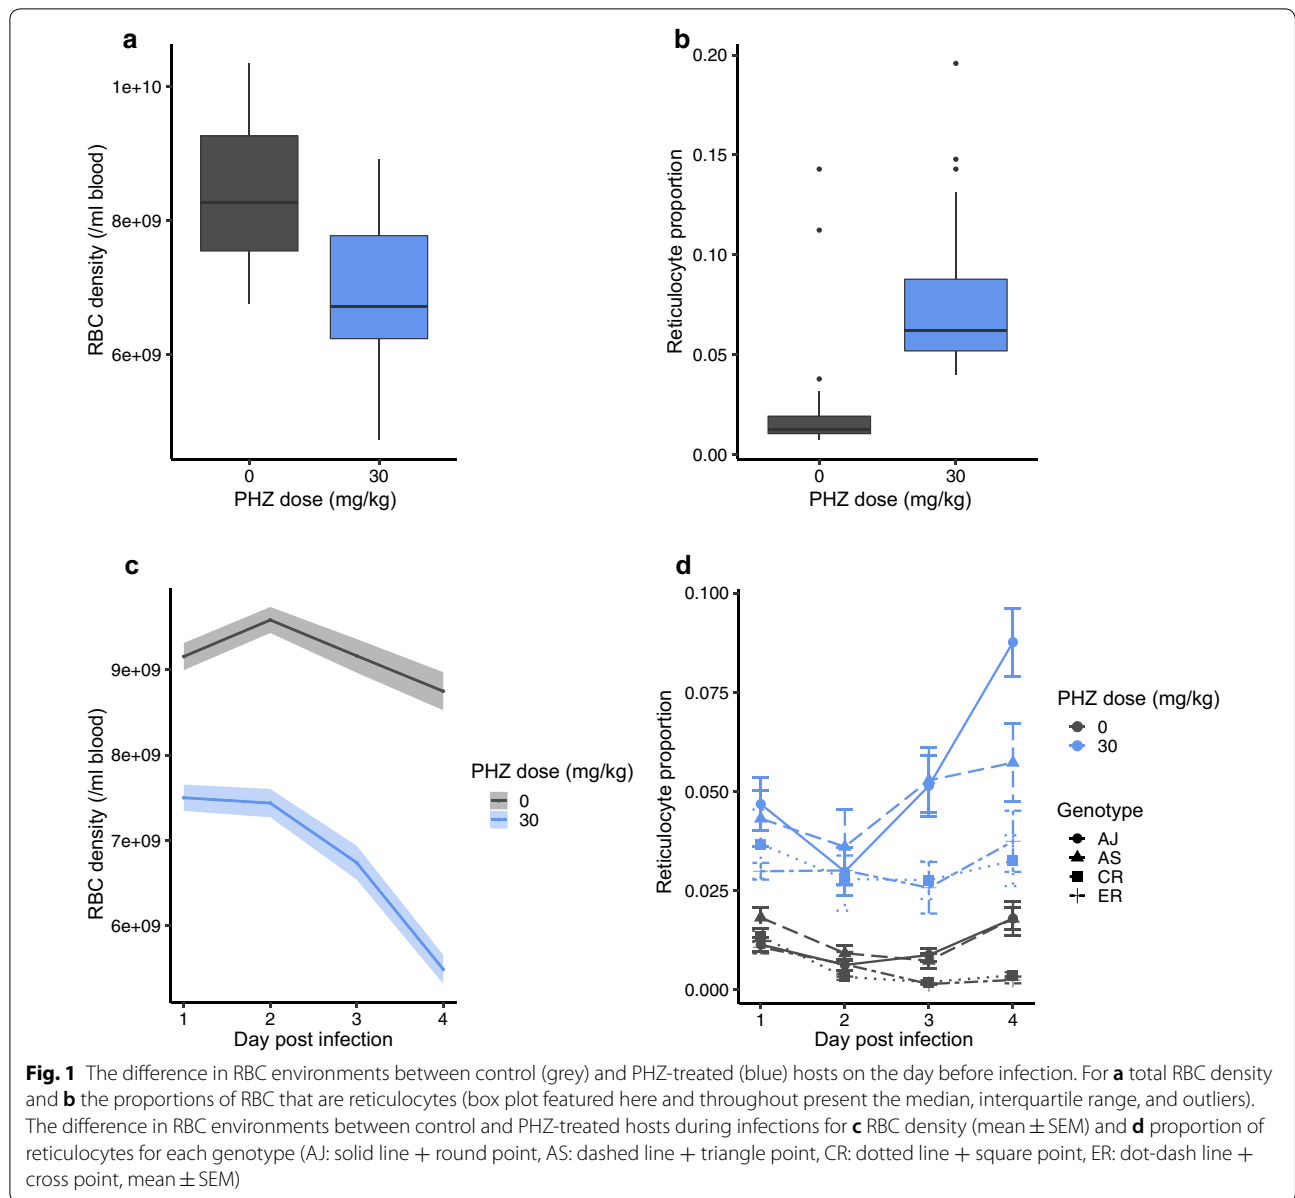 a
1e+10
8e+09
6e+09
RBC density (/ml blood)
0 30
PHZ dose (mg/kg)
b
0.20
0.15
0.10
0.05
0.00
Reticulocyte proportion
0 30
PHZ dose (mg/kg)
c
9e+09
8e+09
7e+09
6e+09
RBC density (/ml blood)
1 2 3 4
Day post infection
PHZ dose (mg/kg)
0
30
d
0.100
0.075
0.050
0.025
0.000
Reticulocyte proportion
1 2 3 4
Day post infection
PHZ dose (mg/kg)
0
30
Genotype
AJ
AS
CR
ER
Fig. 1 The difference in RBC environments between control (grey) and PHZ-treated (blue) hosts on the day before infection. For a total RBC density
and b the proportions of RBC that are reticulocytes (box plot featured here and throughout present the median, interquartile range, and outliers).
The difference in RBC environments between control and PHZ-treated hosts during infections for c RBC density (mean ± SEM) and d proportion of
reticulocytes for each genotype (AJ: solid line + round point, AS: dashed line + triangle point, CR: dotted line + square point, ER: dot-dash line +
cross point, mean ± SEM)